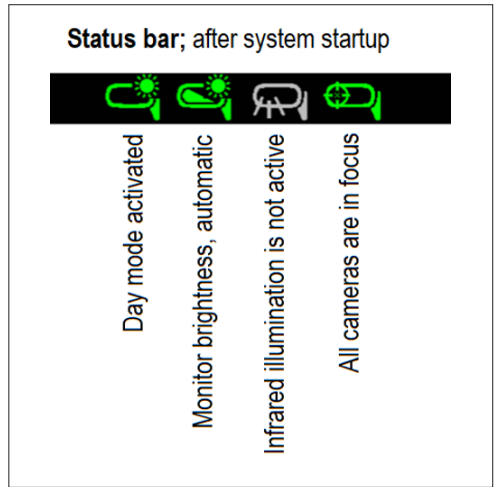 Status bar; after system startup
Day mode activated
Monitor brightness, automatic
Infrared illumination is not active
All cameras are in focus